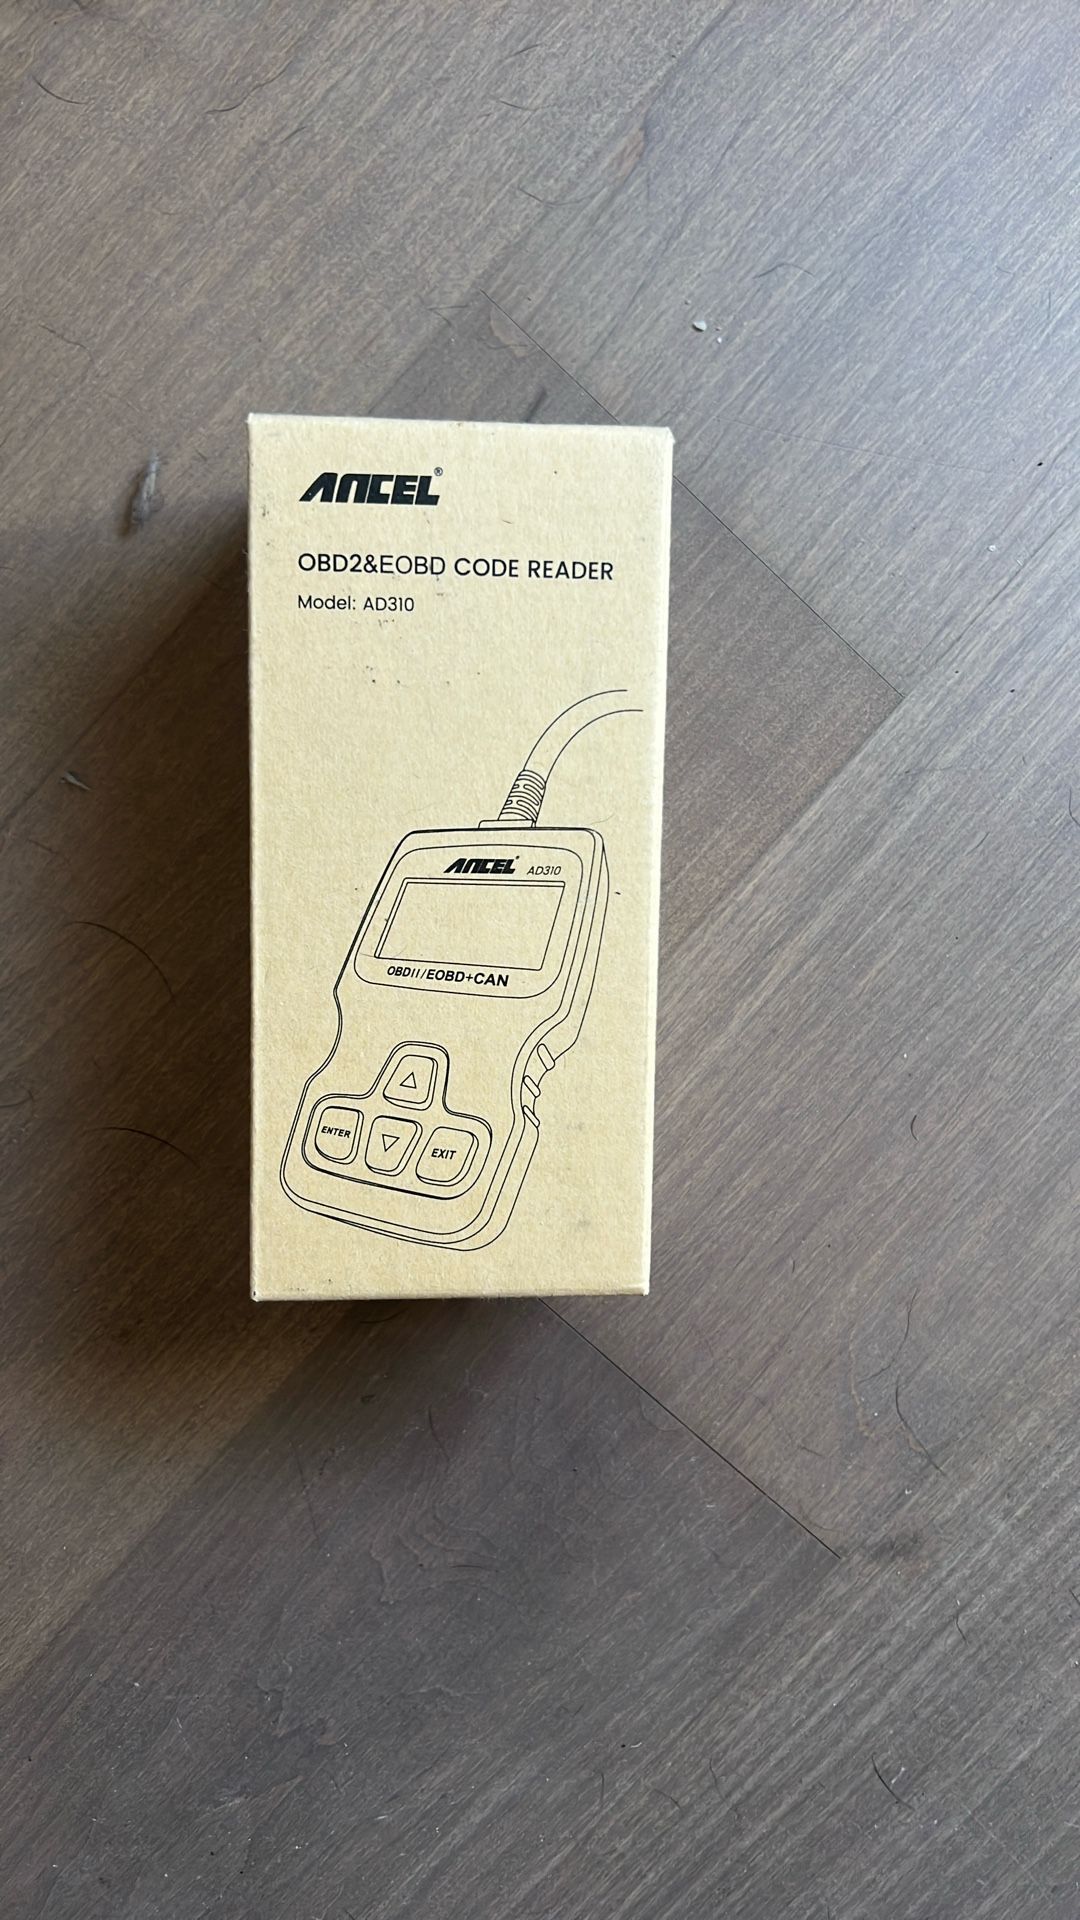 ANCEL®
OBD2&EOBD CODE READER
Model: AD310
ANCEL® AD310
OBDII/EOBD+CAN
ENTER
EXIT